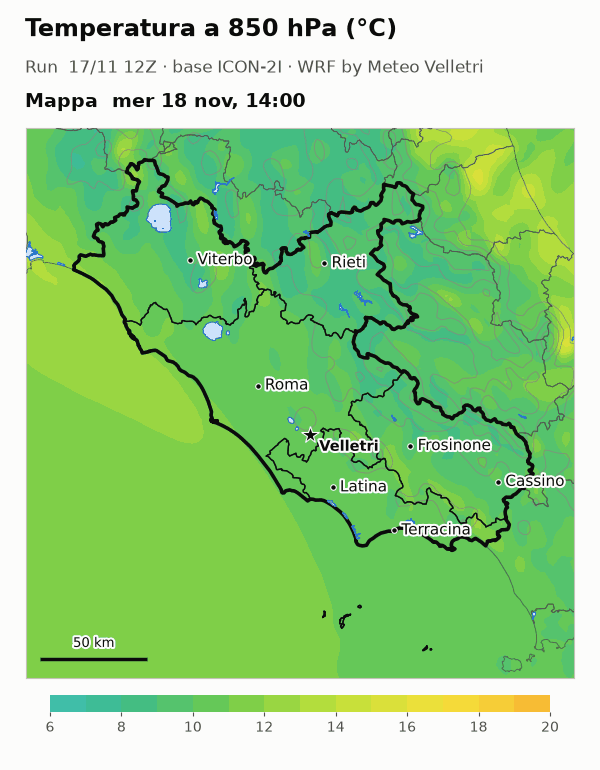 Temperatura a 850 hPa (°C)
Run  17/11 12Z · base ICON-2I · WRF by Meteo Velletri
Mappa  mer 18 nov, 14:00
Viterbo
Rieti
Roma
Velletri
Frosinone
Latina
Cassino
Terracina
50 km
6 8 10 12 14 16 18 20